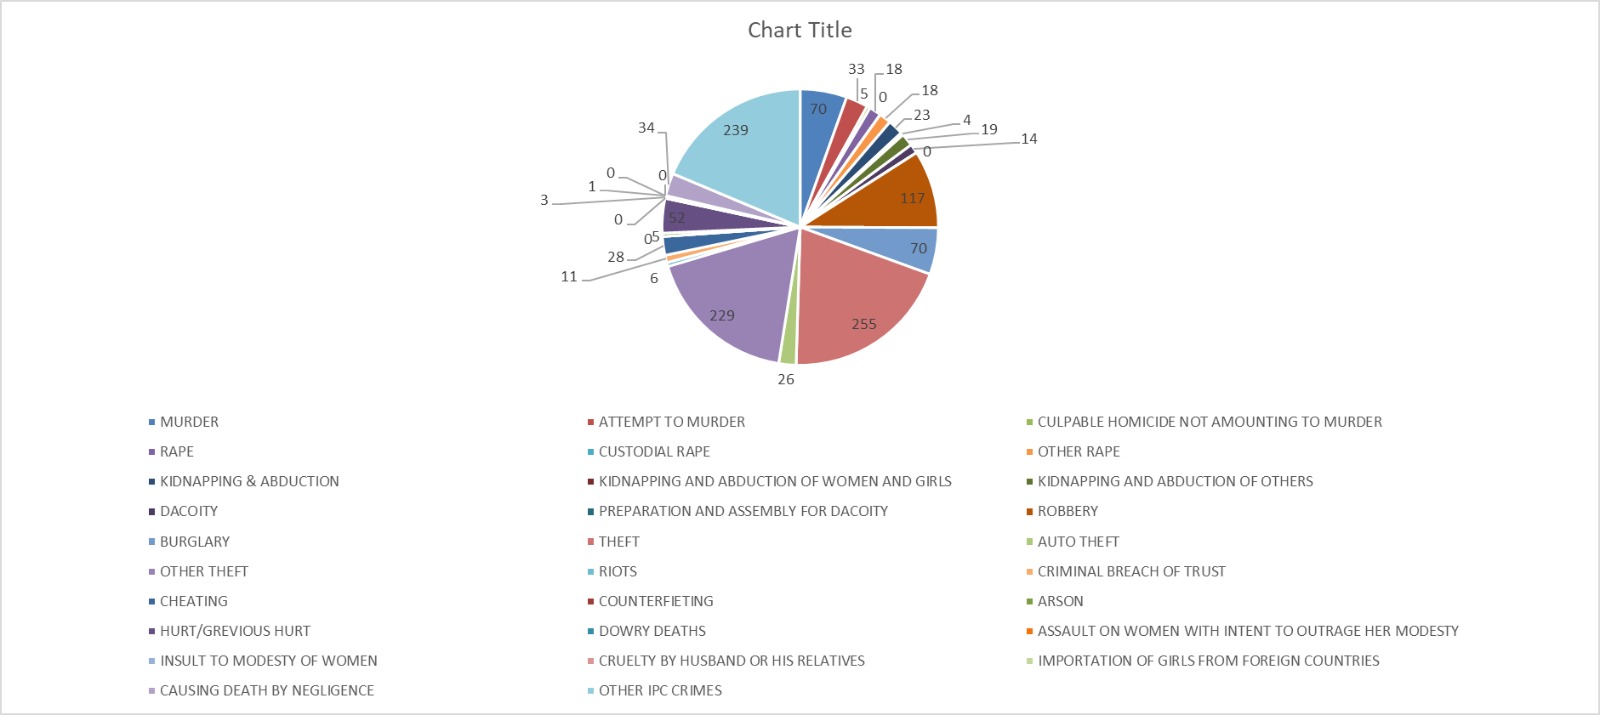 Chart Title
33 18
5 0
70 18
23
4
19
14
0
239
34
0 0
1
3
117
0 52
05
70
28
11 6
229 255
26
MURDER ATTEMPT TO MURDER CULPABLE HOMICIDE NOT AMOUNTING TO MURDER
RAPE CUSTODIAL RAPE OTHER RAPE
KIDNAPPING & ABDUCTION KIDNAPPING AND ABDUCTION OF WOMEN AND GIRLS KIDNAPPING AND ABDUCTION OF OTHERS
DACOITY PREPARATION AND ASSEMBLY FOR DACOITY ROBBERY
BURGLARY THEFT AUTO THEFT
OTHER THEFT RIOTS CRIMINAL BREACH OF TRUST
CHEATING COUNTERFIETING ARSON
HURT/GREVIOUS HURT DOWRY DEATHS ASSAULT ON WOMEN WITH INTENT TO OUTRAGE HER MODESTY
INSULT TO MODESTY OF WOMEN CRUELTY BY HUSBAND OR HIS RELATIVES IMPORTATION OF GIRLS FROM FOREIGN COUNTRIES
CAUSING DEATH BY NEGLIGENCE OTHER IPC CRIMES